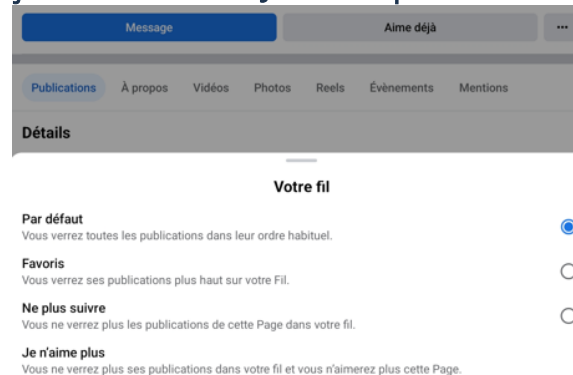 Message
Aime déjà
...
Publications À propos Vidéos Photos Reels Évènements Mentions
Détails
Votre fil
Par défaut
Vous verrez toutes les publications dans leur ordre habituel.
Favoris
Vous verrez ses publications plus haut sur votre Fil.
Ne plus suivre
Vous ne verrez plus les publications de cette Page dans votre fil.
Je n'aime plus
Vous ne verrez plus ses publications dans votre fil et vous n'aimerez plus cette Page.